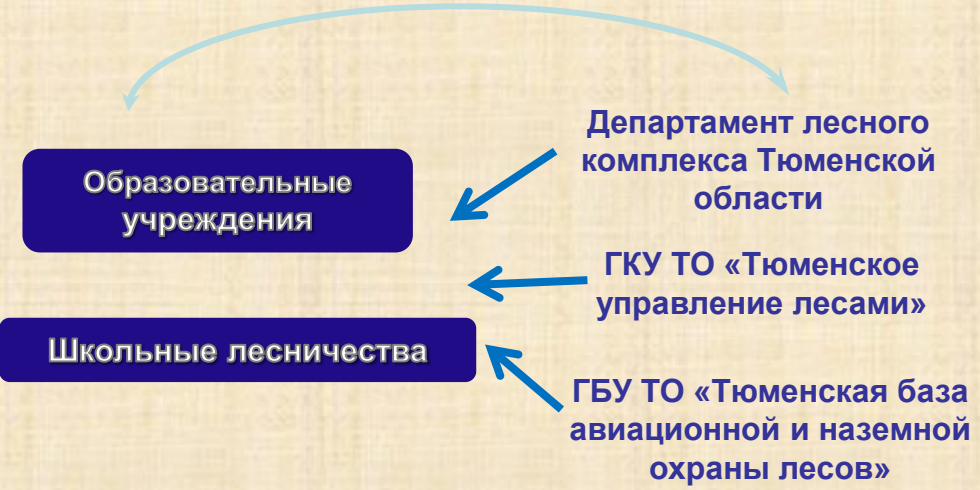 Образовательные
учреждения
Школьные лесничества
Департамент лесного
комплекса Тюменской
области
ГКУ ТО «Тюменское
управление лесами»
ГБУ ТО «Тюменская база
авиационной и наземной
охраны лесов»